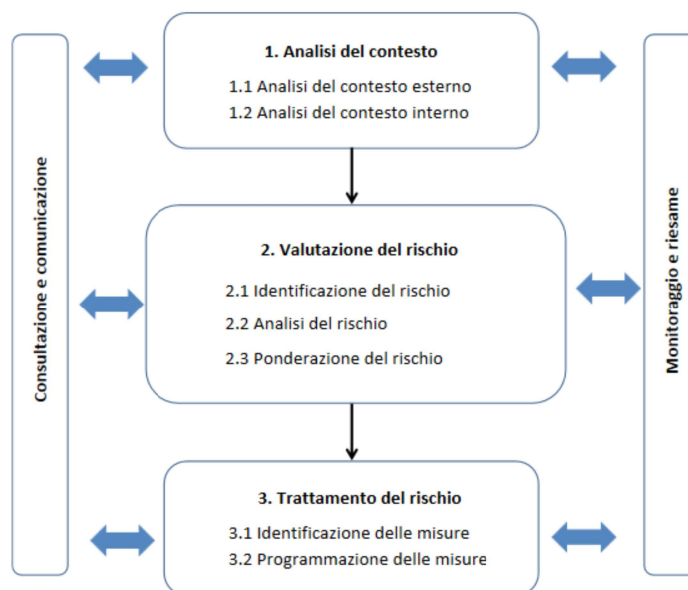 1. Analisi del contesto
1.1 Analisi del contesto esterno
1.2 Analisi del contesto interno
Consultazione e comunicazione
2. Valutazione del rischio
2.1 Identificazione del rischio
2.2 Analisi del rischio
2.3 Ponderazione del rischio
Monitoraggio e riesame
3. Trattamento del rischio
3.1 Identificazione delle misure
3.2 Programmazione delle misure